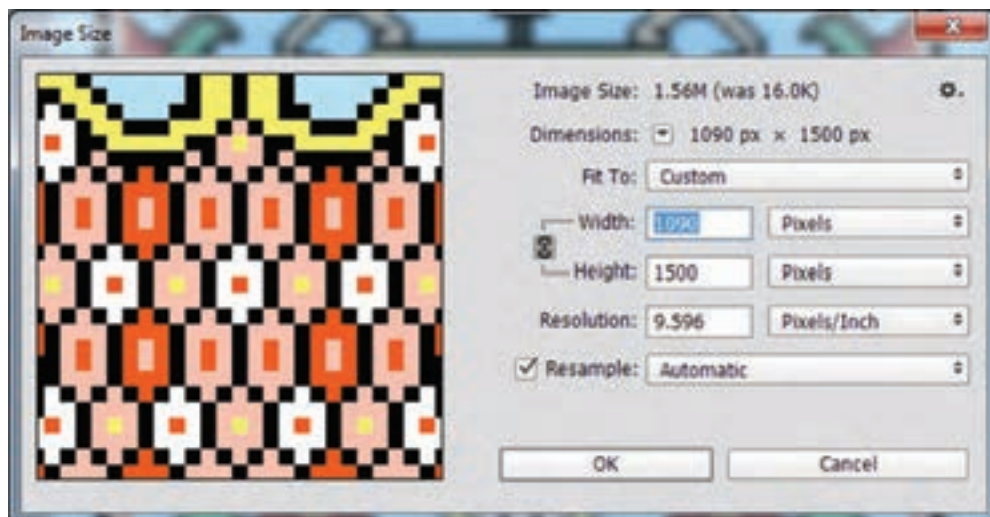 Image Size
Image Size: 1.56M (was 16.0K)
Dimensions: 1090 px × 1500 px
Fit To: Custom
Width: 1090 Pixels
Height: 1500 Pixels
Resolution: 9.596 Pixels/Inch
Resample: Automatic
OK Cancel